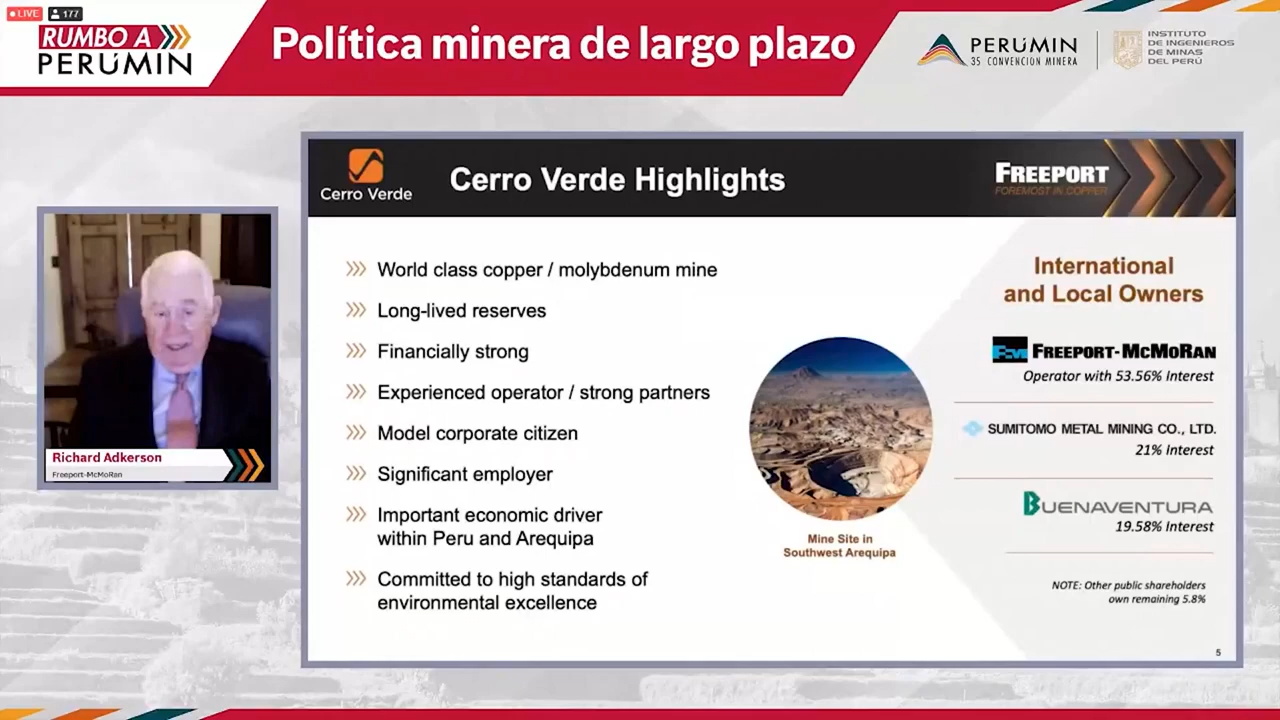 LIVE
177
RUMBO A
PERÚMIN
Política minera de largo plazo
PERÚMIN
35 CONVENCIÓN MINERA
INSTITUTO
DE INGENIEROS
DE MINAS
DEL PERÚ
Richard Adkerson
Freeport-McMoRan
Cerro Verde
Cerro Verde Highlights
FREEPORT
FOREMOST IN COPPER
World class copper / molybdenum mine
Long-lived reserves
Financially strong
Experienced operator / strong partners
Model corporate citizen
Significant employer
Important economic driver
within Peru and Arequipa
Committed to high standards of
environmental excellence
Mine Site in
Southwest Arequipa
International
and Local Owners
FCX
FREEPORT-McMoRAN
Operator with 53.56% Interest
SUMITOMO METAL MINING CO., LTD.
21% Interest
BUENAVENTURA
19.58% Interest
NOTE: Other public shareholders
own remaining 5.8%
5